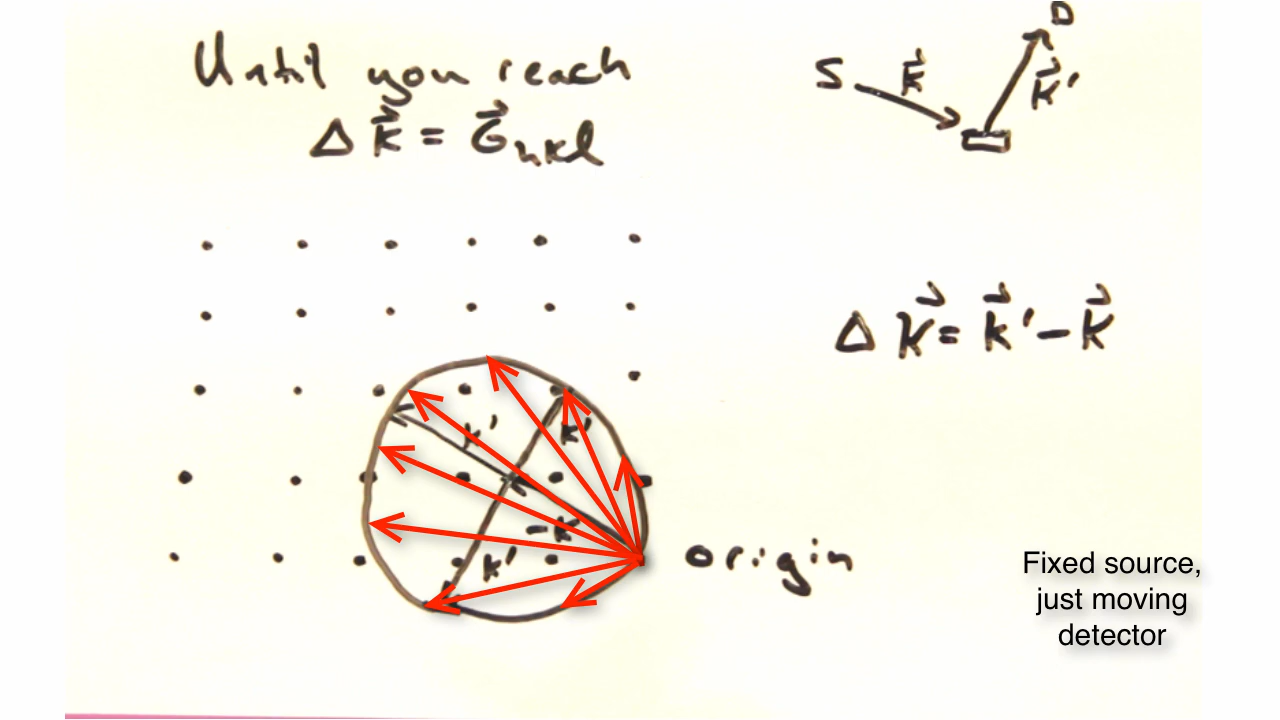 Until you reach
Δk⃗ = G⃗hkl
S k⃗ k⃗' D
Δk⃗ = k⃗' - k⃗
k' k'
-k
k'
origin
Fixed source,
just moving
detector